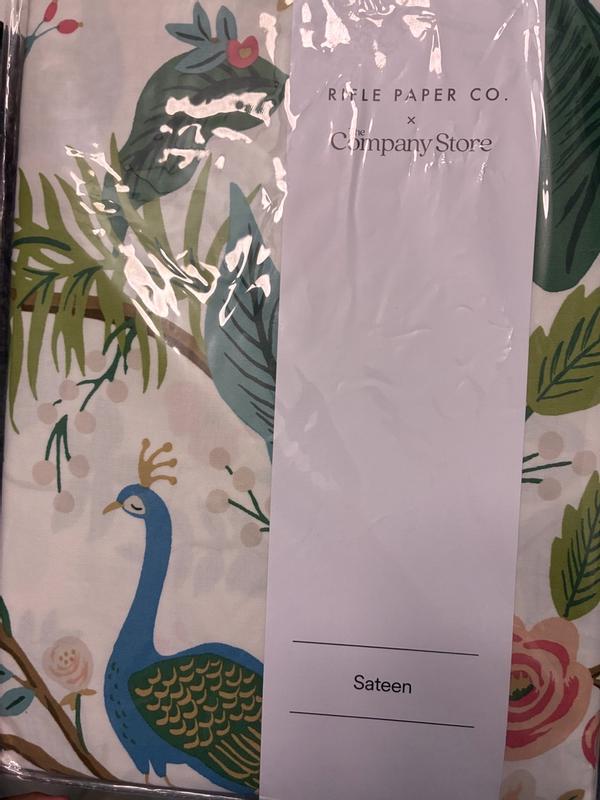 RIFLE PAPER CO.
×
The Company Store
Sateen